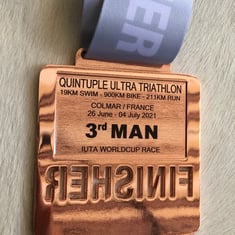 FINISHER
QUINTUPLE ULTRA TRIATHLON
19KM SWIM - 900KM BIKE - 211KM RUN
COLMAR / FRANCE
26 June - 04 July 2021
3rd MAN
IUTA WORLDCUP RACE
FINISHER